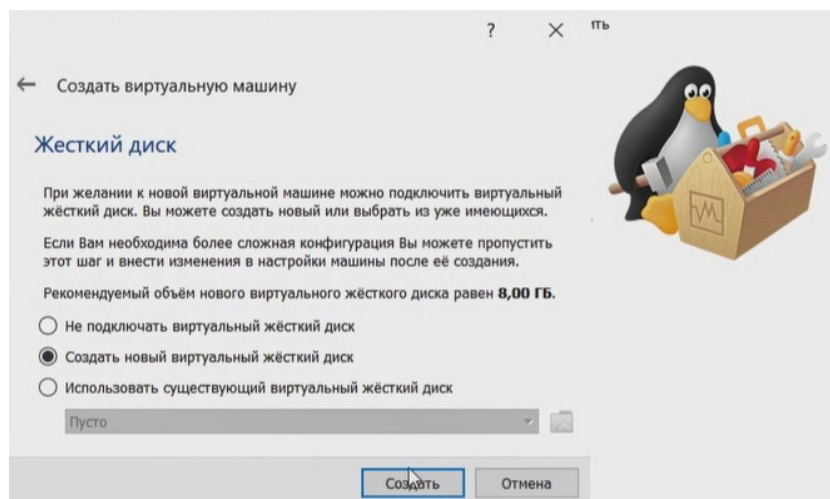 ?
ть
Создать виртуальную машину
Жесткий диск
При желании к новой виртуальной машине можно подключить виртуальный
жёсткий диск. Вы можете создать новый или выбрать из уже имеющихся.
Если Вам необходима более сложная конфигурация Вы можете пропустить
этот шаг и внести изменения в настройки машины после её создания.
Рекомендуемый объём нового виртуального жёсткого диска равен 8,00 ГБ.
Не подключать виртуальный жёсткий диск
Создать новый виртуальный жёсткий диск
Использовать существующий виртуальный жёсткий диск
Пусто
Создать
Отмена